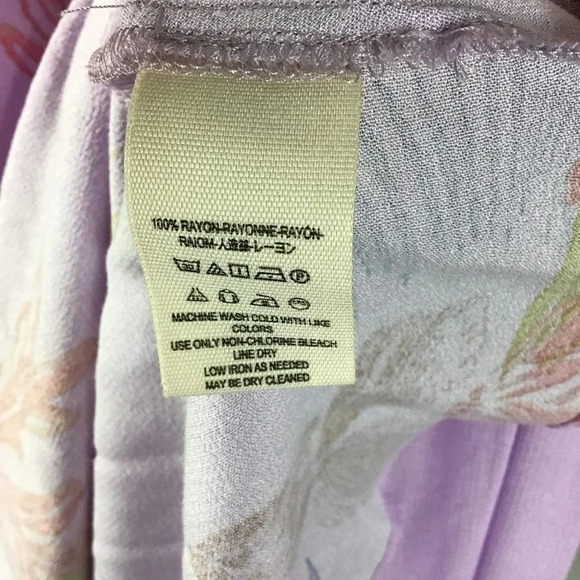 100% RAYON-RAYONNE-RAYÓN-
RAIOM-人造絲-レーヨン
MACHINE WASH COLD WITH LIKE
COLORS
USE ONLY NON-CHLORINE BLEACH
LINE DRY
LOW IRON AS NEEDED
MAY BE DRY CLEANED